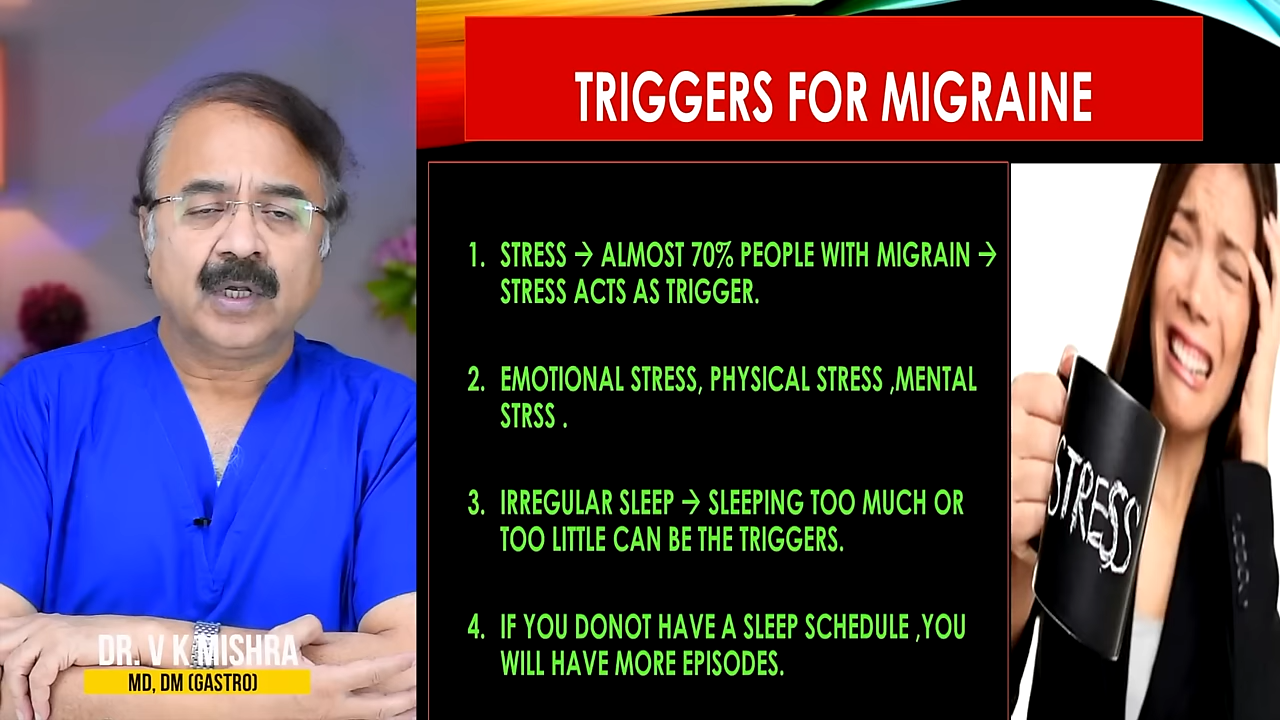 TRIGGERS FOR MIGRAINE
1. STRESS → ALMOST 70% PEOPLE WITH MIGRAIN →
STRESS ACTS AS TRIGGER.
2. EMOTIONAL STRESS, PHYSICAL STRESS ,MENTAL
STRSS .
3. IRREGULAR SLEEP → SLEEPING TOO MUCH OR
TOO LITTLE CAN BE THE TRIGGERS.
4. IF YOU DONOT HAVE A SLEEP SCHEDULE ,YOU
WILL HAVE MORE EPISODES.
STRESS
DR. V K MISHRA
MD, DM (GASTRO)